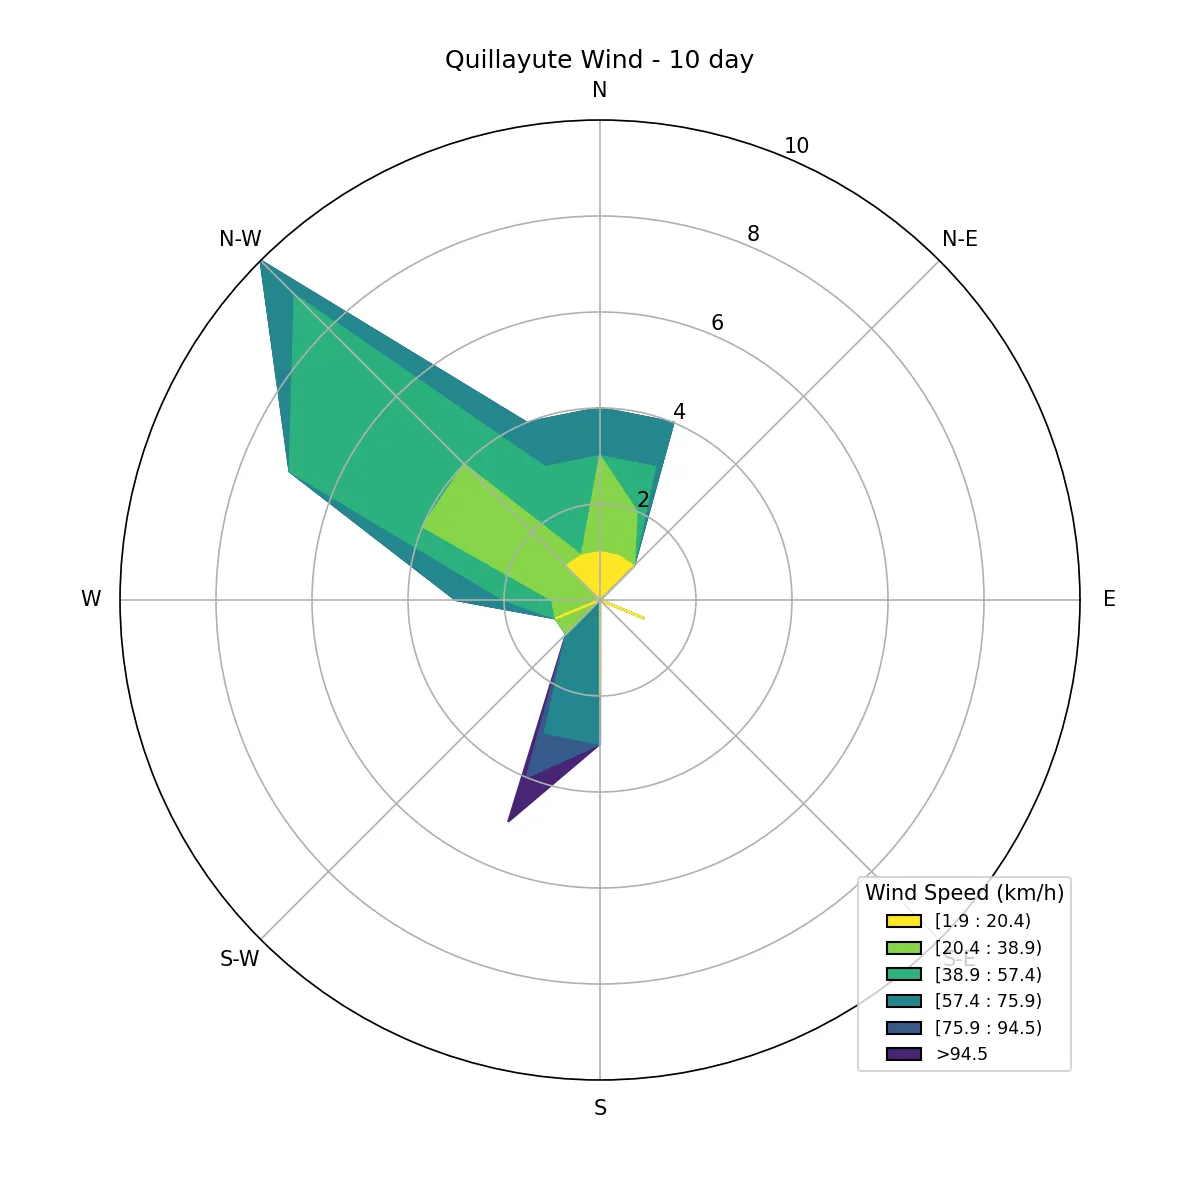 Quillayute Wind - 10 day
N
10
N-W
8
N-E
6
4
2
W
E
S-W
S-E
S
Wind Speed (km/h)
[1.9 : 20.4)
[20.4 : 38.9)
[38.9 : 57.4)
[57.4 : 75.9)
[75.9 : 94.5)
>94.5